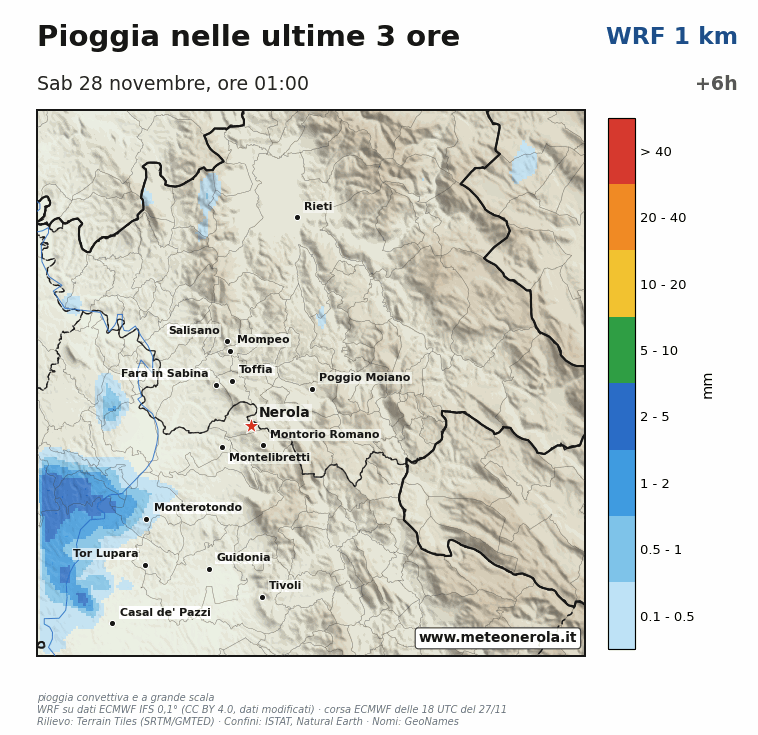 Pioggia nelle ultime 3 ore
WRF 1 km
Sab 28 novembre, ore 01:00
+6h
Rieti
Salisano
Mompeo
Fara in Sabina
Toffia
Poggio Moiano
Nerola
Montorio Romano
Montelibretti
Monterotondo
Tor Lupara
Guidonia
Tivoli
Casal de' Pazzi
www.meteonerola.it
> 40
20 - 40
10 - 20
5 - 10
2 - 5
1 - 2
0.5 - 1
0.1 - 0.5
mm
pioggia convettiva e a grande scala
WRF su dati ECMWF IFS 0,1° (CC BY 4.0, dati modificati) · corsa ECMWF delle 18 UTC del 27/11
Rilievo: Terrain Tiles (SRTM/GMTED) · Confini: ISTAT, Natural Earth · Nomi: GeoNames